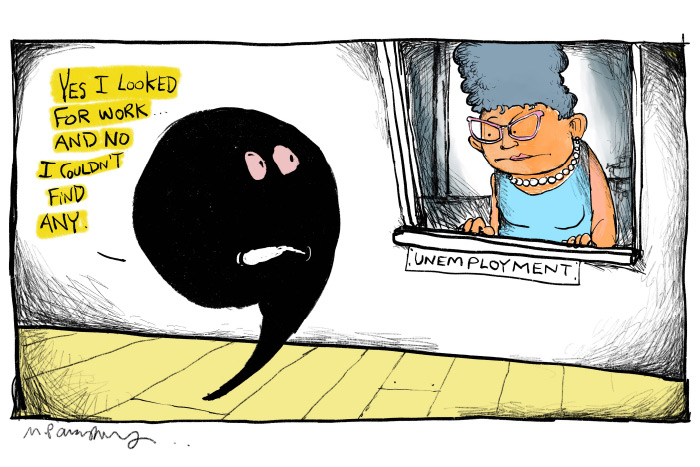 YES I LOOKED
FOR WORK...
AND NO
I COULDN'T
FIND
ANY.
UNEMPLOYMENT.